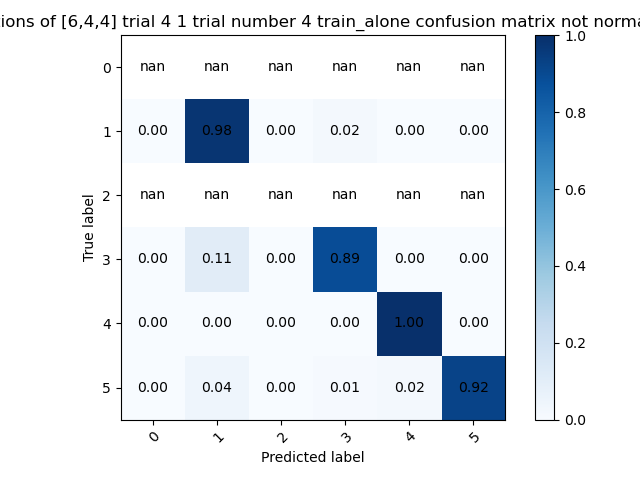 of [6,4,4] trial 4 1 trial number 4 train_alone confusion matrix not
1.0
0 nan nan nan nan nan nan
0.8
1 0.00 0.98 0.00 0.02 0.00 0.00
2 nan nan nan nan nan nan
0.6
True label
3 0.00 0.11 0.00 0.89 0.00 0.00
0.4
4 0.00 0.00 0.00 0.00 1.00 0.00
0.2
5 0.00 0.04 0.00 0.01 0.02 0.92
0.0
0 1 2 3 4 5
Predicted label